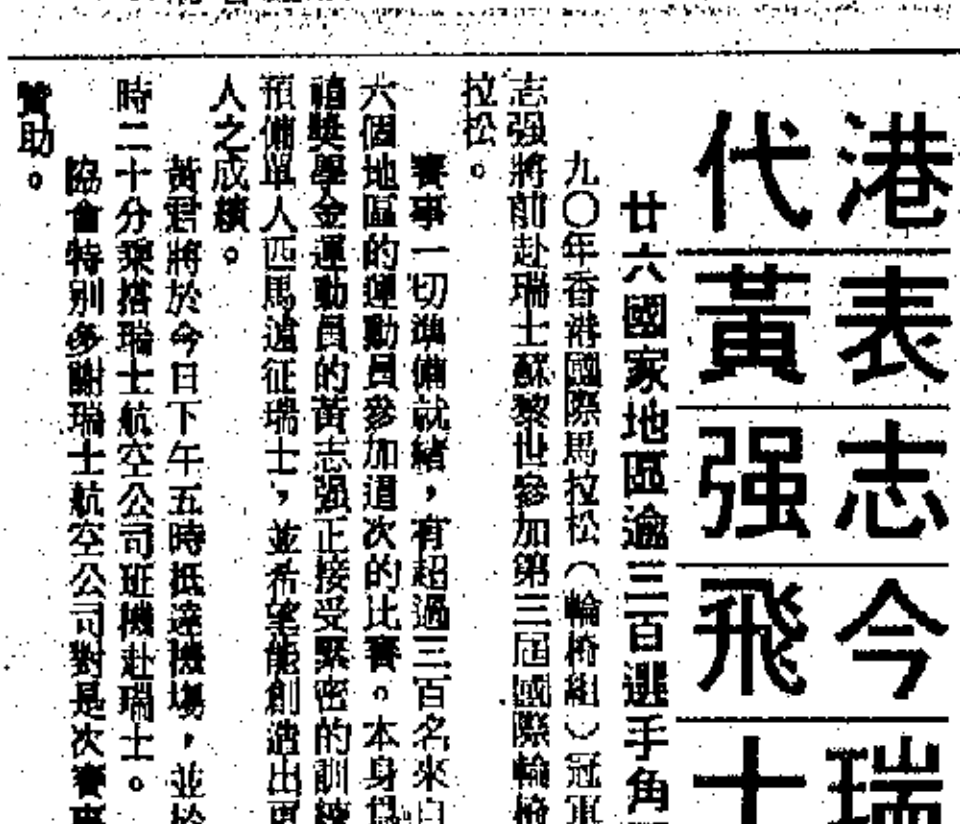 港表志今瑞
代黃强飛士
廿六國家地區逾三百選手角
九〇年香港國際馬拉松（輪椅組）冠軍
志强將前赴瑞士蘇黎世參加第三屆國際輪椅
拉松。
賽事一切準備就緒，有超過三百名來自
六個地區的運動員參加這次的比賽。本身爲
禧獎學金運動員的黃志强正接受緊密的訓練
預備單人匹馬遠征瑞士，並希望能創造出更
人之成績。
黃君將於今日下午五時抵達機場，並於
時二十分乘搭瑞士航空公司班機赴瑞士。
協會特別多謝瑞士航空公司對是次賽事
贊助。